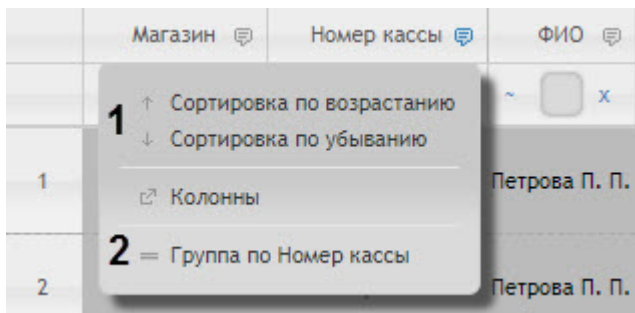 Магазин Номер кассы ФИО
1 ↑ Сортировка по возрастанию ~ x
↓ Сортировка по убыванию
1 Колонны Петрова П. П.
2 = Группа по Номер кассы
2 Петрова П. П.